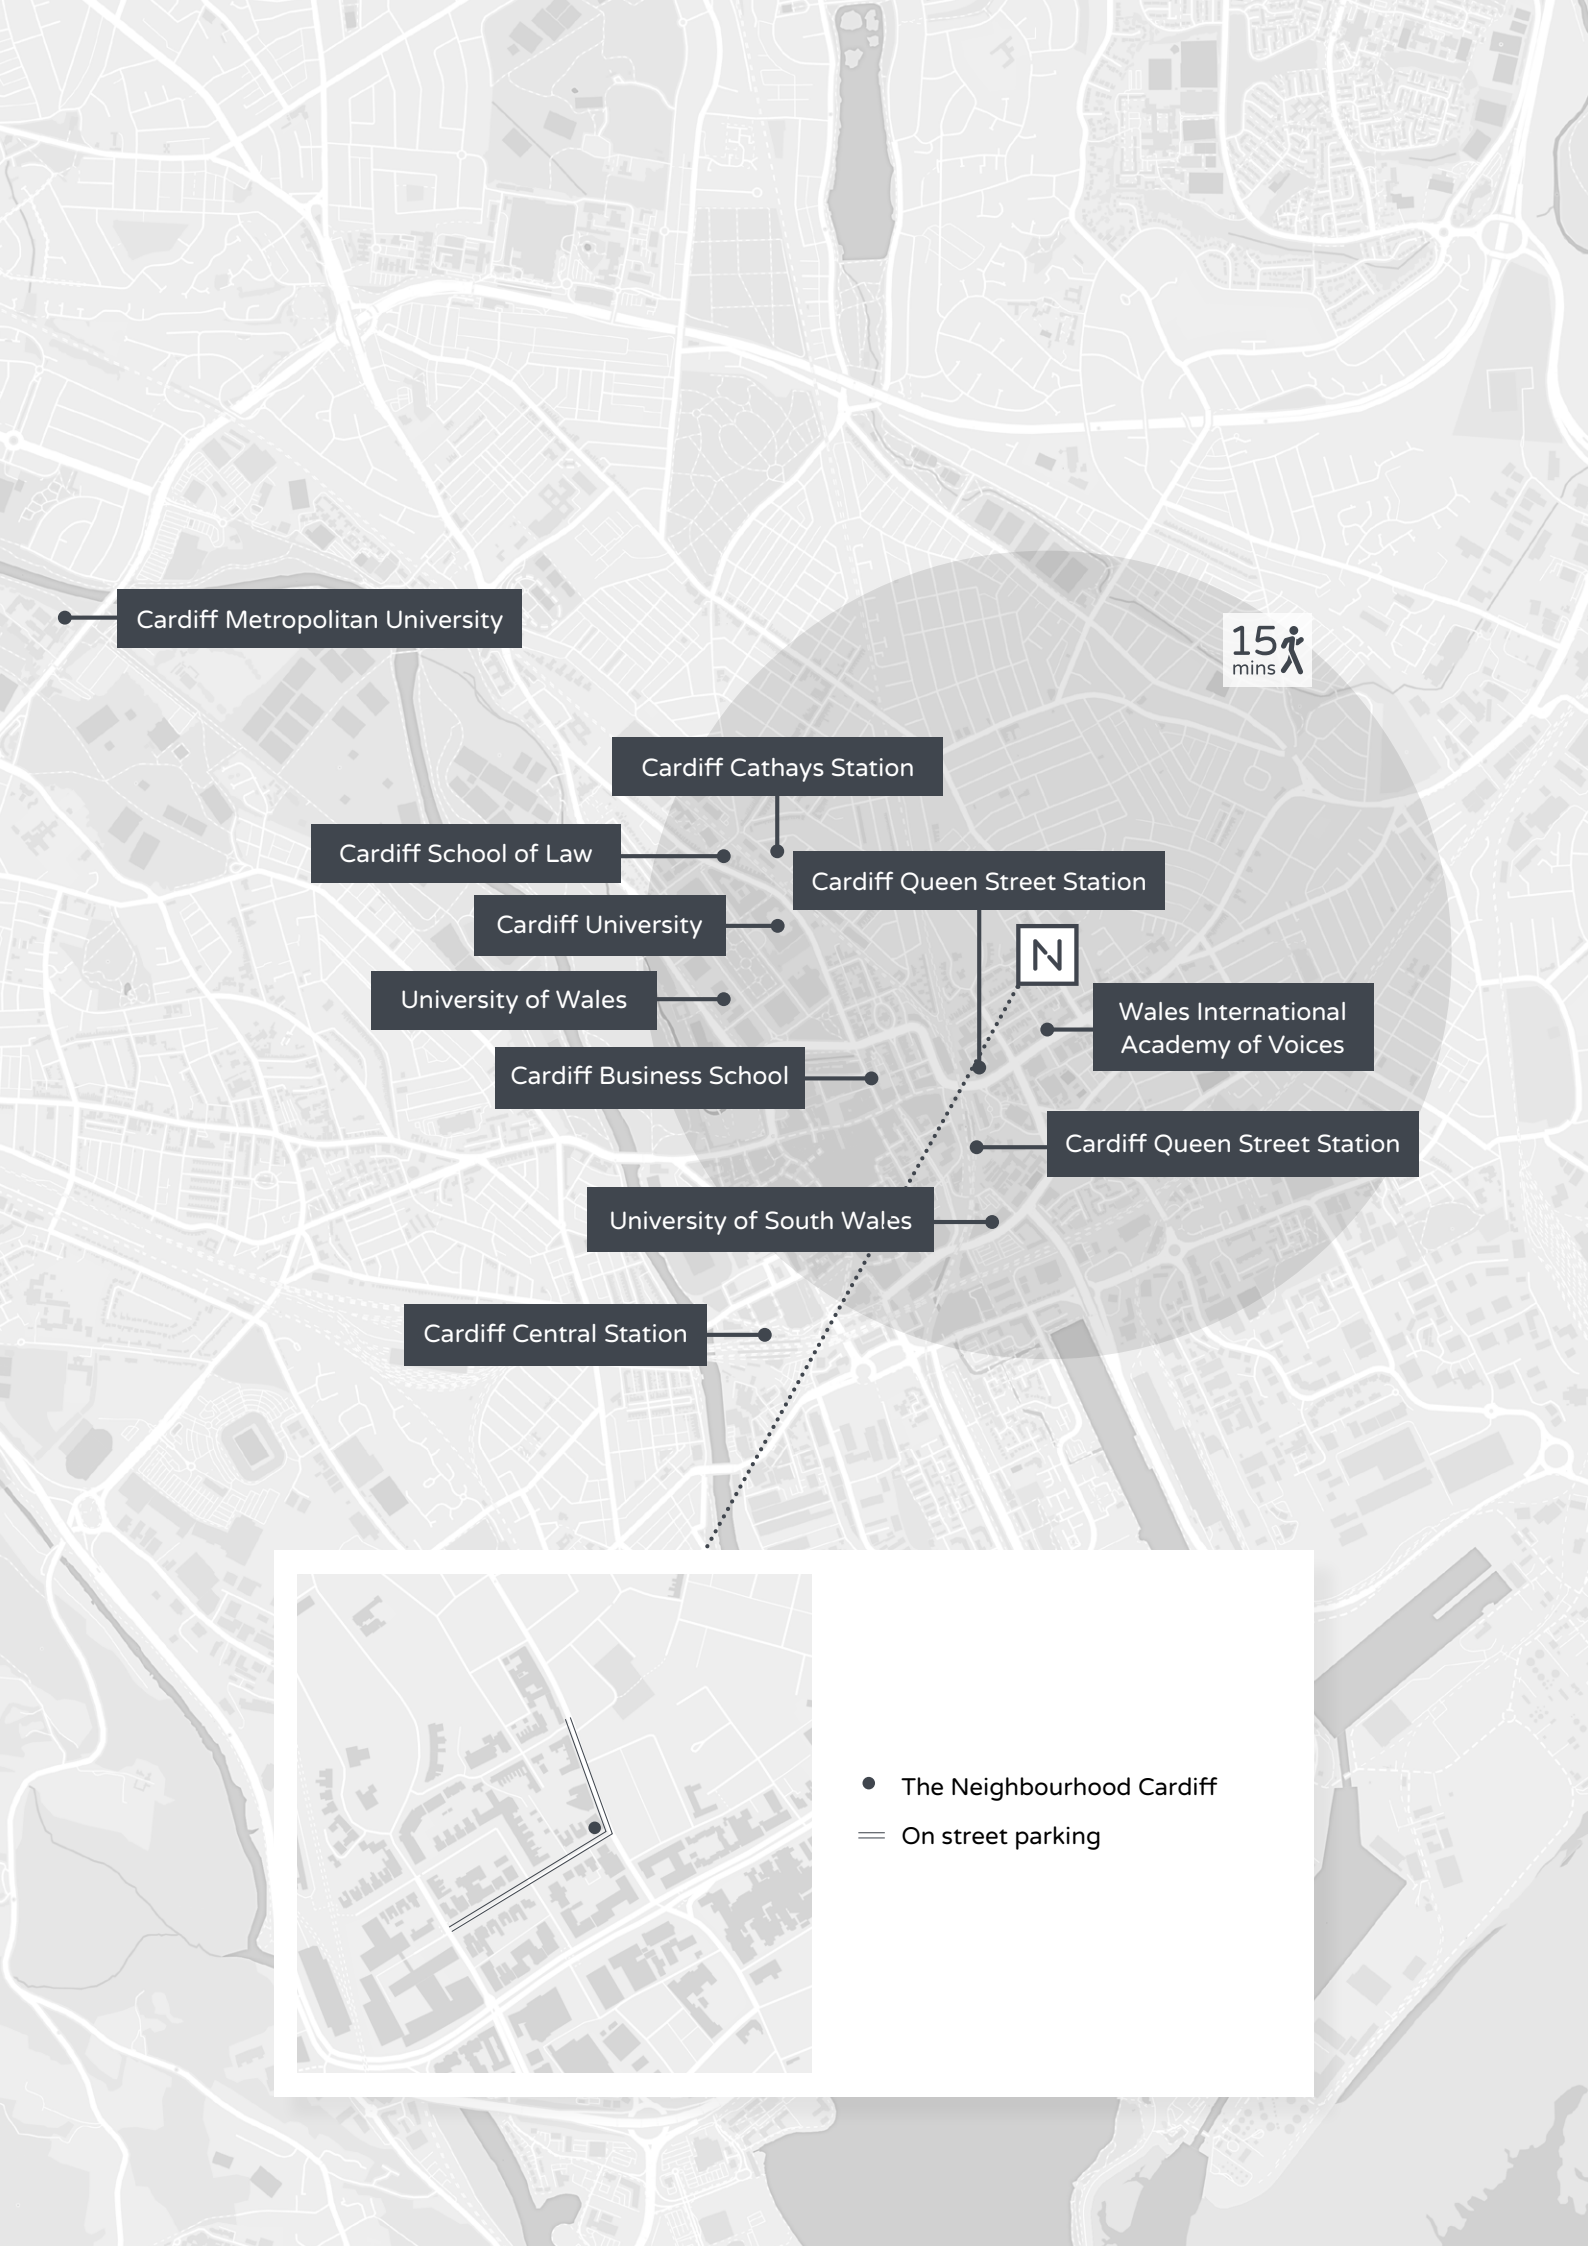 Cardiff Metropolitan University
15
mins
Cardiff Cathays Station
Cardiff School of Law
Cardiff Queen Street Station
Cardiff University
N
University of Wales
Wales International
Academy of Voices
Cardiff Business School
Cardiff Queen Street Station
University of South Wales
Cardiff Central Station
The Neighbourhood Cardiff
On street parking